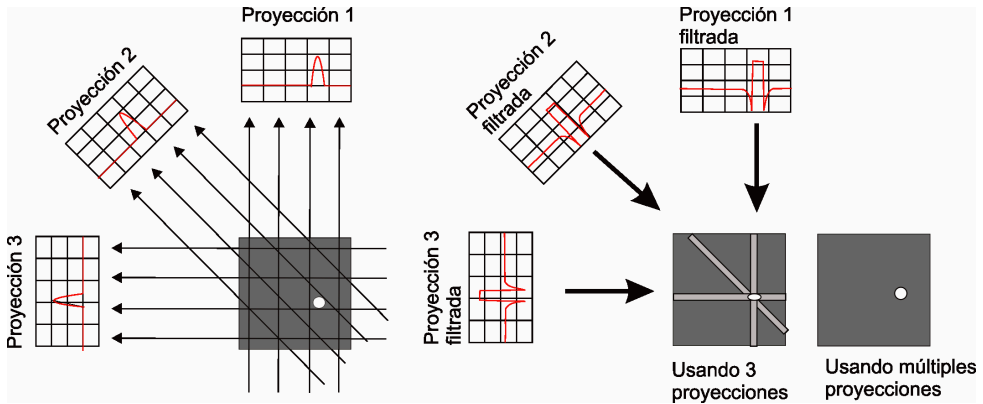 Proyección 1
Proyección 2
Proyección 3
Proyección 1
filtrada
Proyección 2
filtrada
Proyección 3
filtrada
Usando 3
proyecciones
Usando múltiples
proyecciones